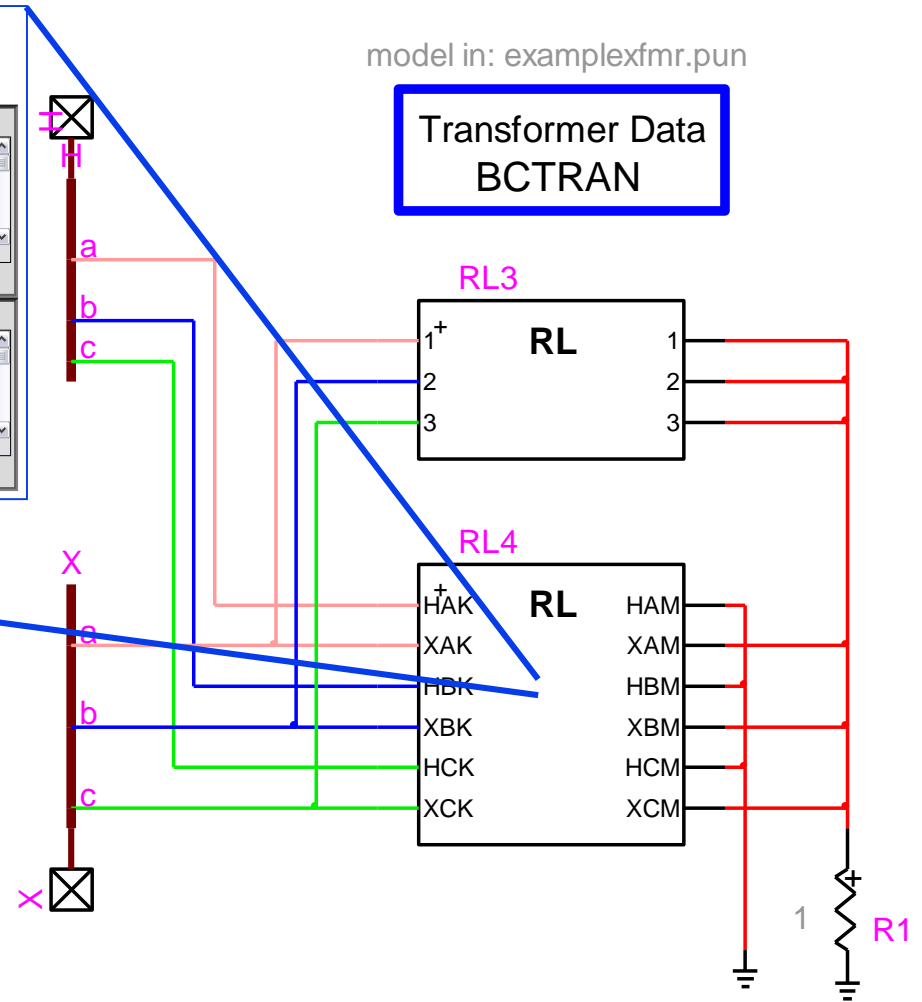 model in: examplexfmr.pun
Transformer Data
BCTRAN
H
H
a
b
c
RL3
+
1 RL 1
2 2
3 3
X
a
b
c
X
RL4
+
HAK RL HAM
XAK XAM
HBK HBM
XBK XBM
HCK HCM
XCK XCM
+
1 R1